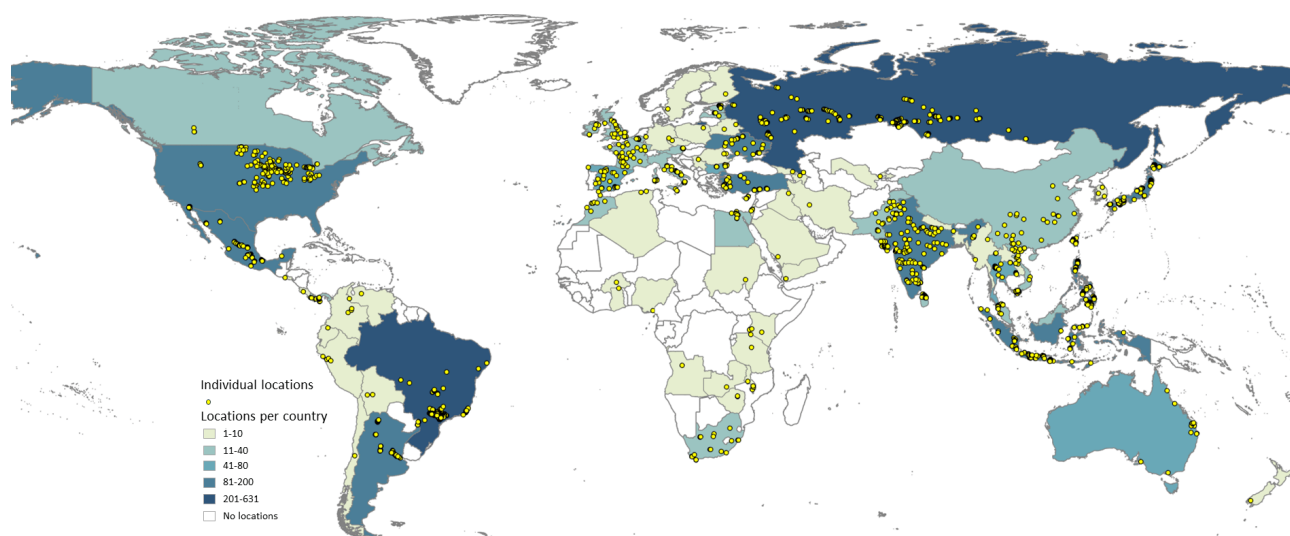 Individual locations
Locations per country
1-10
11-40
41-80
81-200
201-631
No locations